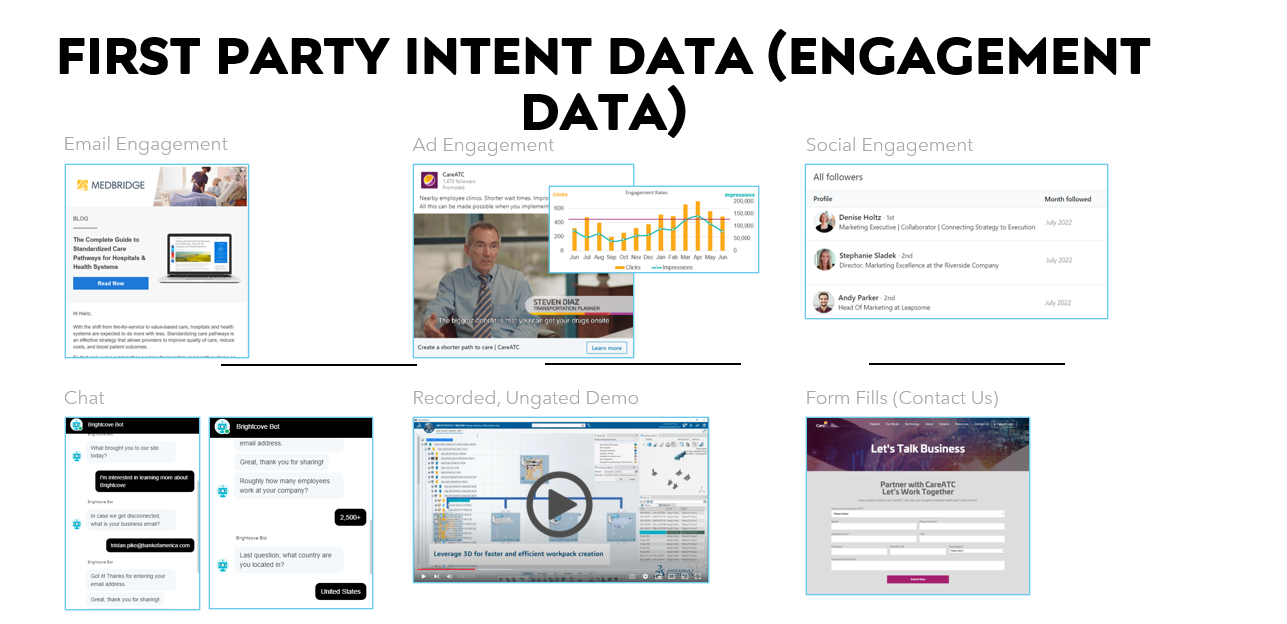 FIRST PARTY INTENT DATA (ENGAGEMENT
DATA)
Email Engagement
Ad Engagement
Social Engagement
MEDBRIDGE
BLOG
The Complete Guide to
Standardized Care
Pathways for Hospitals &
Health Systems
Read Now
Hi Hariz,
With the shift from fee-for-service to value-based care, hospitals and health
systems are expected to do more with less. Standardizing care pathways is
an effective strategy that allows providers to improve quality of care, reduce
costs, and boost patient outcomes.
CareATC
1,470 followers
Promoted
Nearby employee clinics. Shorter wait times.
All this can be made possible when you implement
STEVEN DIAZ
TRANSPORTATION PLANNER
The biggest benefit is that you can get your drugs onsite
Create a shorter path to care | CareATC
Learn more
Clicks
Engagement Rates
Impressions
600
400
200
0
200,000
150,000
100,000
50,000
0
Jun Jul Aug Sep Oct Nov Dec Jan Feb Mar Apr May Jun
Clicks
Impressions
All followers
Profile
Month followed
Denise Holtz · 1st
Marketing Executive | Collaborator | Connecting Strategy to Execution
July 2022
Stephanie Sladek · 2nd
Director, Marketing Excellence at the Riverside Company
July 2022
Andy Parker · 2nd
Head Of Marketing at Leapsome
July 2022
Chat
Recorded, Ungated Demo
Form Fills (Contact Us)
Brightcove Bot
What brought you to our site
today?
I'm interested in learning more about
Brightcove
Brightcove Bot
In case we get disconnected,
what is your business email?
tristan.pike@bankofamerica.com
Brightcove Bot
Got it! Thanks for entering your
email address.
Great, thank you for sharing!
Brightcove Bot
email address.
Great, thank you for sharing!
Roughly how many employees
work at your company?
2,500+
Brightcove Bot
Last question, what country are
you located in?
United States
Leverage 3D for faster and efficient workpack creation
Let's Talk Business
Partner with CareATC
Let's Work Together